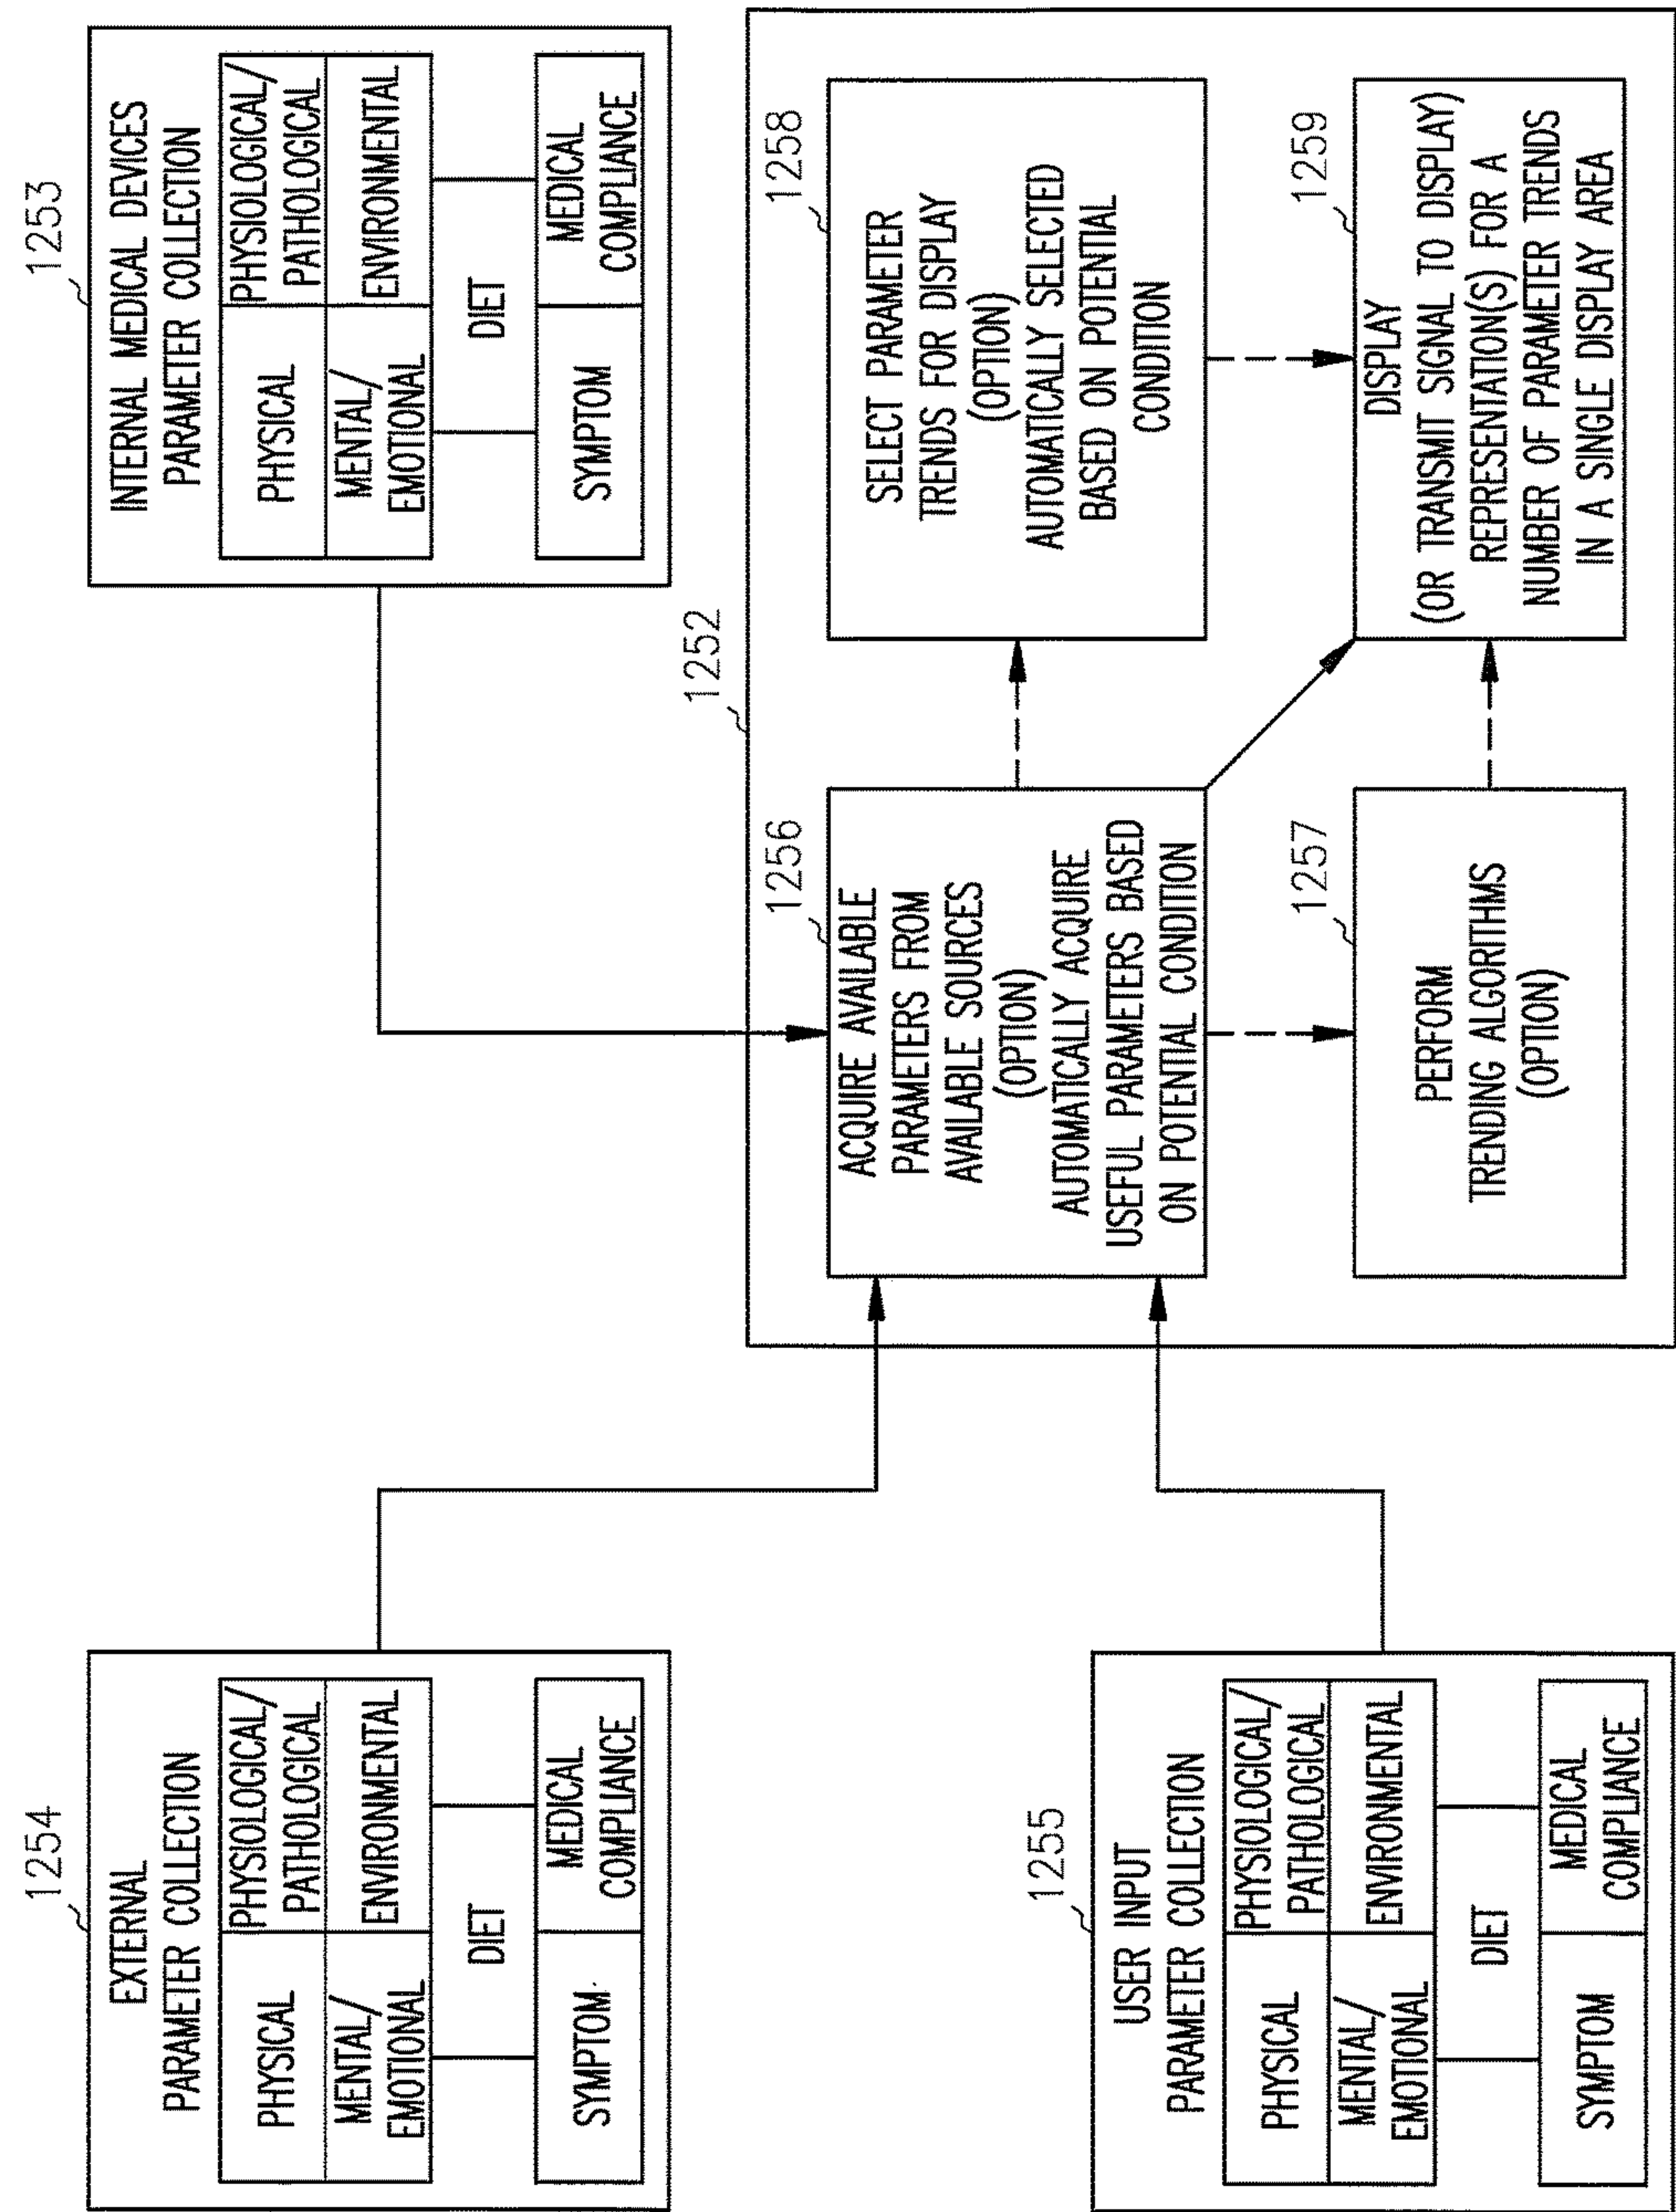 1254
EXTERNAL
PARAMETER COLLECTION
PHYSICAL
PHYSIOLOGICAL/
PATHOLOGICAL
MENTAL/
EMOTIONAL
ENVIRONMENTAL
DIET
SYMPTOM
MEDICAL
COMPLIANCE
1253
INTERNAL MEDICAL DEVICES
PARAMETER COLLECTION
PHYSICAL
PHYSIOLOGICAL/
PATHOLOGICAL
MENTAL/
EMOTIONAL
ENVIRONMENTAL
DIET
SYMPTOM
MEDICAL
COMPLIANCE
1255
USER INPUT
PARAMETER COLLECTION
PHYSICAL
PHYSIOLOGICAL/
PATHOLOGICAL
MENTAL/
EMOTIONAL
ENVIRONMENTAL
DIET
SYMPTOM
MEDICAL
COMPLIANCE
1252
1256
ACQUIRE AVAILABLE
PARAMETERS FROM
AVAILABLE SOURCES
(OPTION)
AUTOMATICALLY ACQUIRE
USEFUL PARAMETERS BASED
ON POTENTIAL CONDITION
1258
SELECT PARAMETER
TRENDS FOR DISPLAY
(OPTION)
AUTOMATICALLY SELECTED
BASED ON POTENTIAL
CONDITION
1257
PERFORM
TRENDING ALGORITHMS
(OPTION)
1259
DISPLAY
(OR TRANSMIT SIGNAL TO DISPLAY)
REPRESENTATION(S) FOR A
NUMBER OF PARAMETER TRENDS
IN A SINGLE DISPLAY AREA